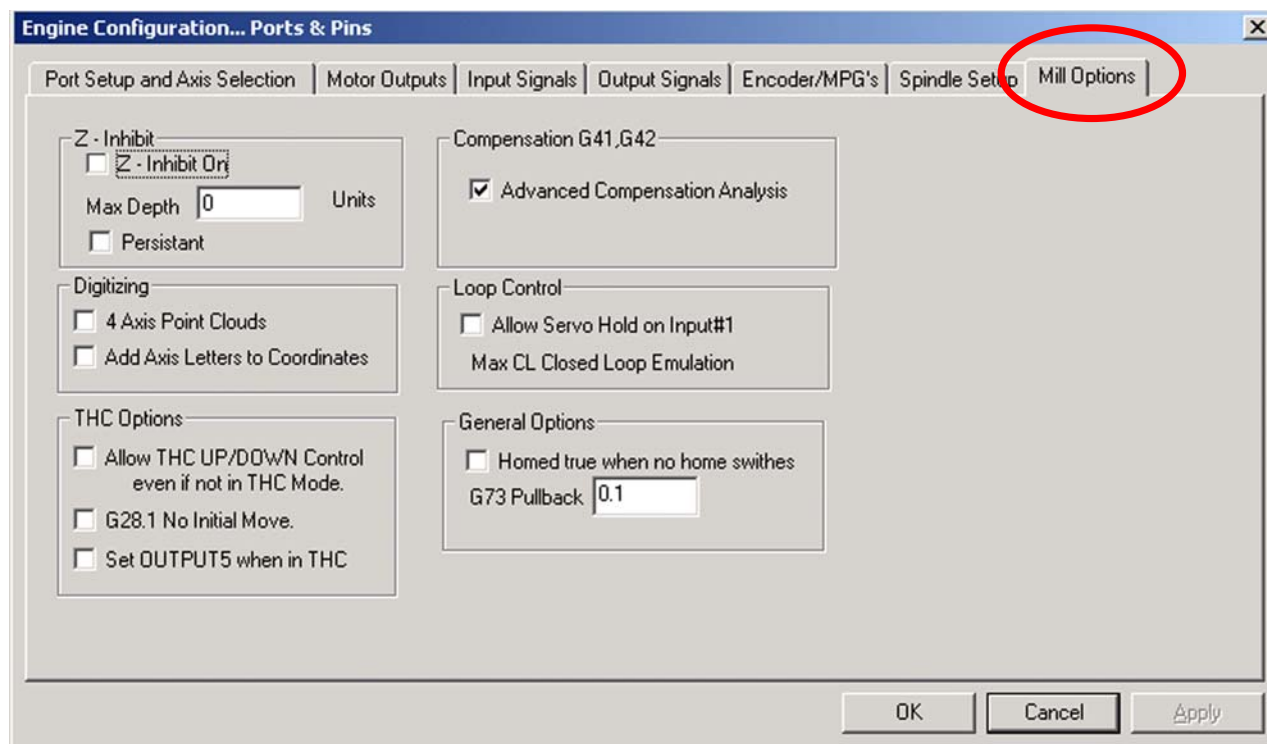 Engine Configuration... Ports & Pins
Port Setup and Axis Selection Motor Outputs Input Signals Output Signals Encoder/MPG's Spindle Setup Mill Options
Z - Inhibit
Z - Inhibit On
Max Depth 0 Units
Persistant
Digitizing
4 Axis Point Clouds
Add Axis Letters to Coordinates
THC Options
Allow THC UP/DOWN Control
even if not in THC Mode.
G28.1 No Initial Move.
Set OUTPUT5 when in THC
Compensation G41,G42
Advanced Compensation Analysis
Loop Control
Allow Servo Hold on Input#1
Max CL Closed Loop Emulation
General Options
Homed true when no home swithes
G73 Pullback 0.1
OK Cancel Apply